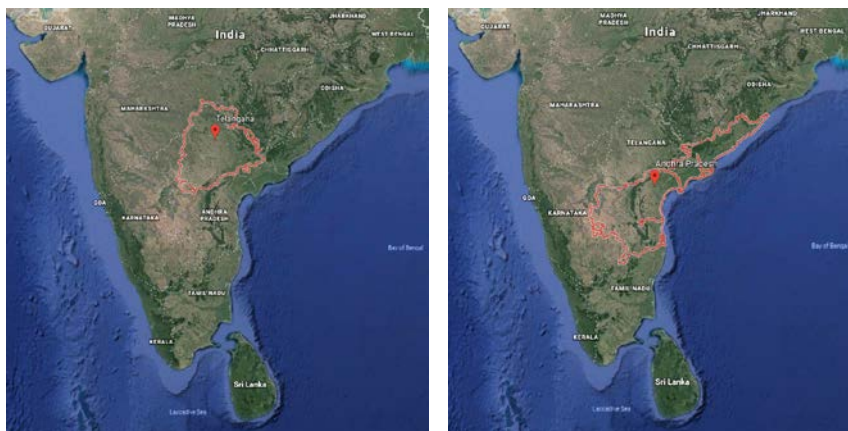 MADHYA
PRADESH
JHARKHAND
GUJARAT
India
WEST BENGAL
CHHATTISGARH
ODISHA
MAHARASHTRA
Telangana
GOA
KARNATAKA
ANDHRA
PRADESH
Bay of Bengal
TAMIL NADU
KERALA
Sri Lanka
Laccadive Sea
MADHYA
PRADESH
JHARKHAND
GUJARAT
India
WEST BENGAL
CHHATTISGARH
ODISHA
MAHARASHTRA
TELANGANA
Andhra Pradesh
GOA
KARNATAKA
Bay of Bengal
TAMIL NADU
KERALA
Sri Lanka
Laccadive Sea